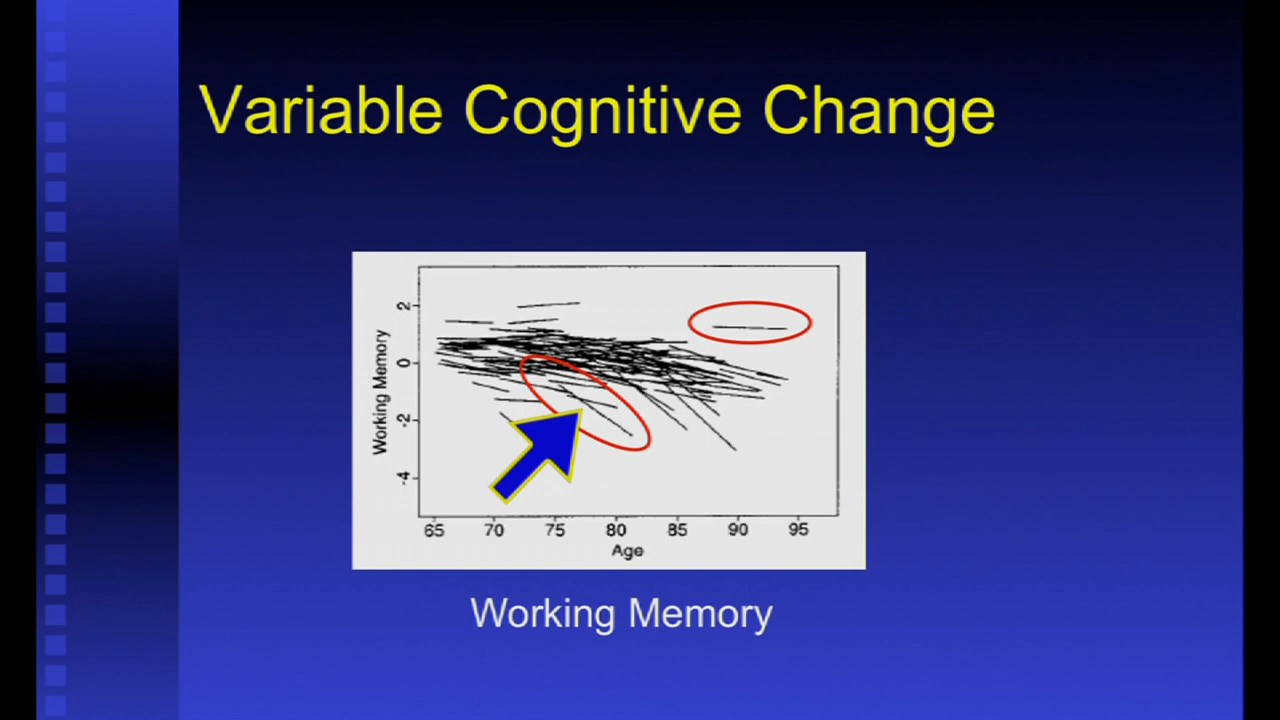 Variable Cognitive Change
2
0
-2
-4
Working Memory
65 70 75 80 85 90 95
Age
Working Memory